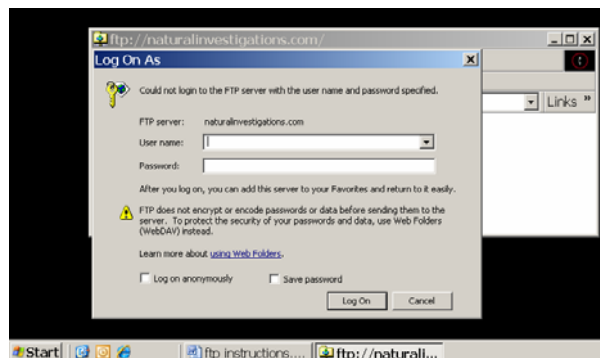 ftp://naturalinvestigations.com/
Log On As
Could not login to the FTP server with the user name and password specified.
FTP server: naturalinvestigations.com
User name:
Password:
After you log on, you can add this server to your Favorites and return to it easily.
FTP does not encrypt or encode passwords or data before sending them to the
server. To protect the security of your passwords and data, use Web Folders
(WebDAV) instead.
Learn more about using Web Folders.
Log on anonymously Save password
Log On Cancel
Links »
Start ftp instructions.... ftp://naturali...